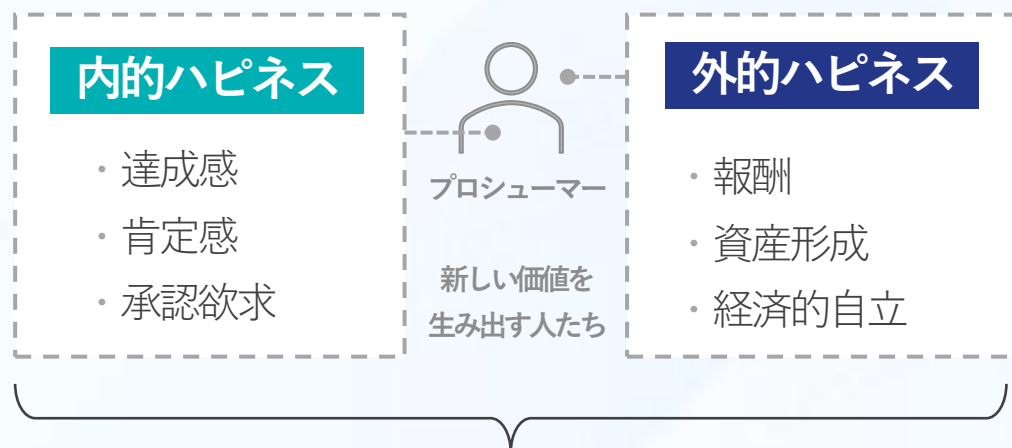 内的ハピネス
・達成感
・肯定感
・承認欲求
プロシューマー
新しい価値を
生み出す人たち
外的ハピネス
・報酬
・資産形成
・経済的自立